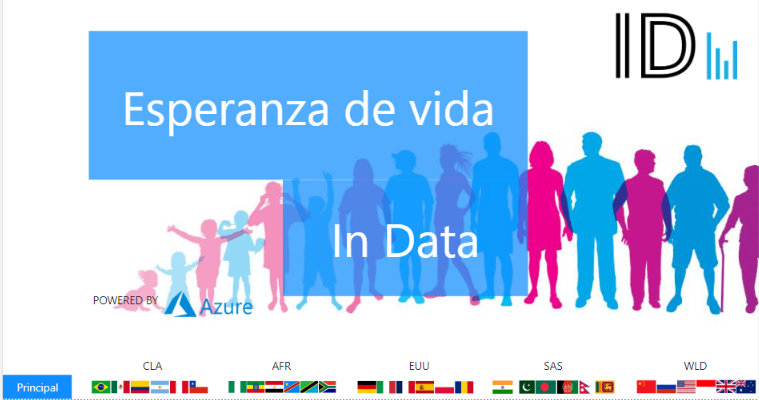 ID
Esperanza de vida
In Data
POWERED BY Azure
CLA AFR EUU SAS WLD
Principal